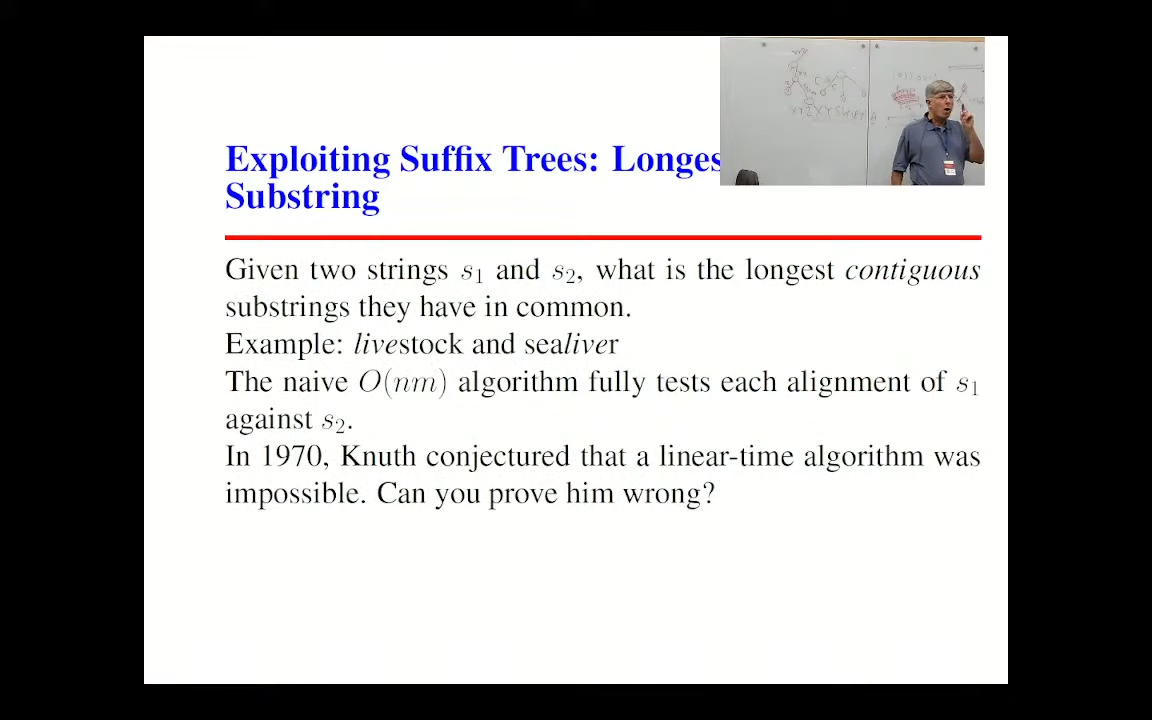 Exploiting Suffix Trees: Longes
Substring
Given two strings s₁ and s₂, what is the longest contiguous
substrings they have in common.
Example: livestock and sealiver
The naive O(nm) algorithm fully tests each alignment of s₁
against s₂.
In 1970, Knuth conjectured that a linear-time algorithm was
impossible. Can you prove him wrong?